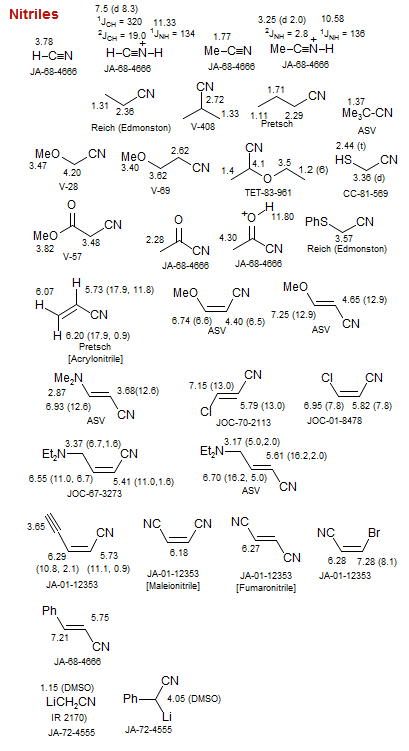 Nitriles
7.5 (d 8.3)
¹J_CH = 320 11.33
²J_CH = 19.0 ¹J_NH = 134
3.25 (d 2.0) 10.58
²J_NH = 2.8 ¹J_NH = 136
3.78
1.77
H-C≡N
H-C≡N-H
+
Me-C≡N
Me-C≡N-H
+
JA-68-4666
JA-68-4666
JA-68-4666
JA-68-4666
CN
1.31 2.36
Reich (Edmonston)
CN
2.72
1.33
V-408
1.71
CN
1.11 2.29
Pretsch
1.37
Me₃C-CN
ASV
MeO
CN
3.47
4.20
V-28
MeO
2.62
CN
3.40
3.62
V-69
CN
4.1
3.5
1.4
O
1.2 (6)
TET-83-961
2.44 (t)
HS
CN
3.36 (d)
CC-81-569
O
MeO
CN
3.82
3.48
V-57
O
2.28
CN
JA-68-4666
+
O
H
11.80
4.30
CN
JA-68-4666
PhS
CN
3.57
Reich (Edmonston)
6.07
H
5.73 (17.9, 11.8)
H
CN
H
6.20 (17.9, 0.9)
Pretsch
[Acrylonitrile]
MeO
CN
6.74 (6.6) 4.40 (6.5)
ASV
MeO
4.65 (12.9)
7.25 (12.9)
CN
ASV
Me₂N
2.87
3.68(12.6)
6.93 (12.6)
CN
ASV
7.15 (13.0)
CN
Cl
5.79 (13.0)
JOC-70-2113
Cl
CN
6.95 (7.8) 5.82 (7.8)
JOC-01-8478
3.37 (6.7,1.6)
Et₂N
CN
6.55 (11.0, 6.7) 5.41 (11.0,1.6)
JOC-67-3273
3.17 (5.0,2.0)
Et₂N
5.61 (16.2,2.0)
6.70 (16.2, 5.0)
CN
ASV
3.65
CN
6.29 5.73
(10.8, 2.1) (11.1, 0.9)
JA-01-12353
NC
CN
6.18
JA-01-12353
[Maleionitrile]
NC
6.27
CN
JA-01-12353
[Fumaronitrile]
NC
Br
6.28 7.28 (8.1)
JA-01-12353
Ph
5.75
7.21
CN
JA-68-4666
1.15 (DMSO)
LiCH₂CN
IR 2170)
JA-72-4555
CN
Ph
4.05 (DMSO)
Li
JA-72-4555